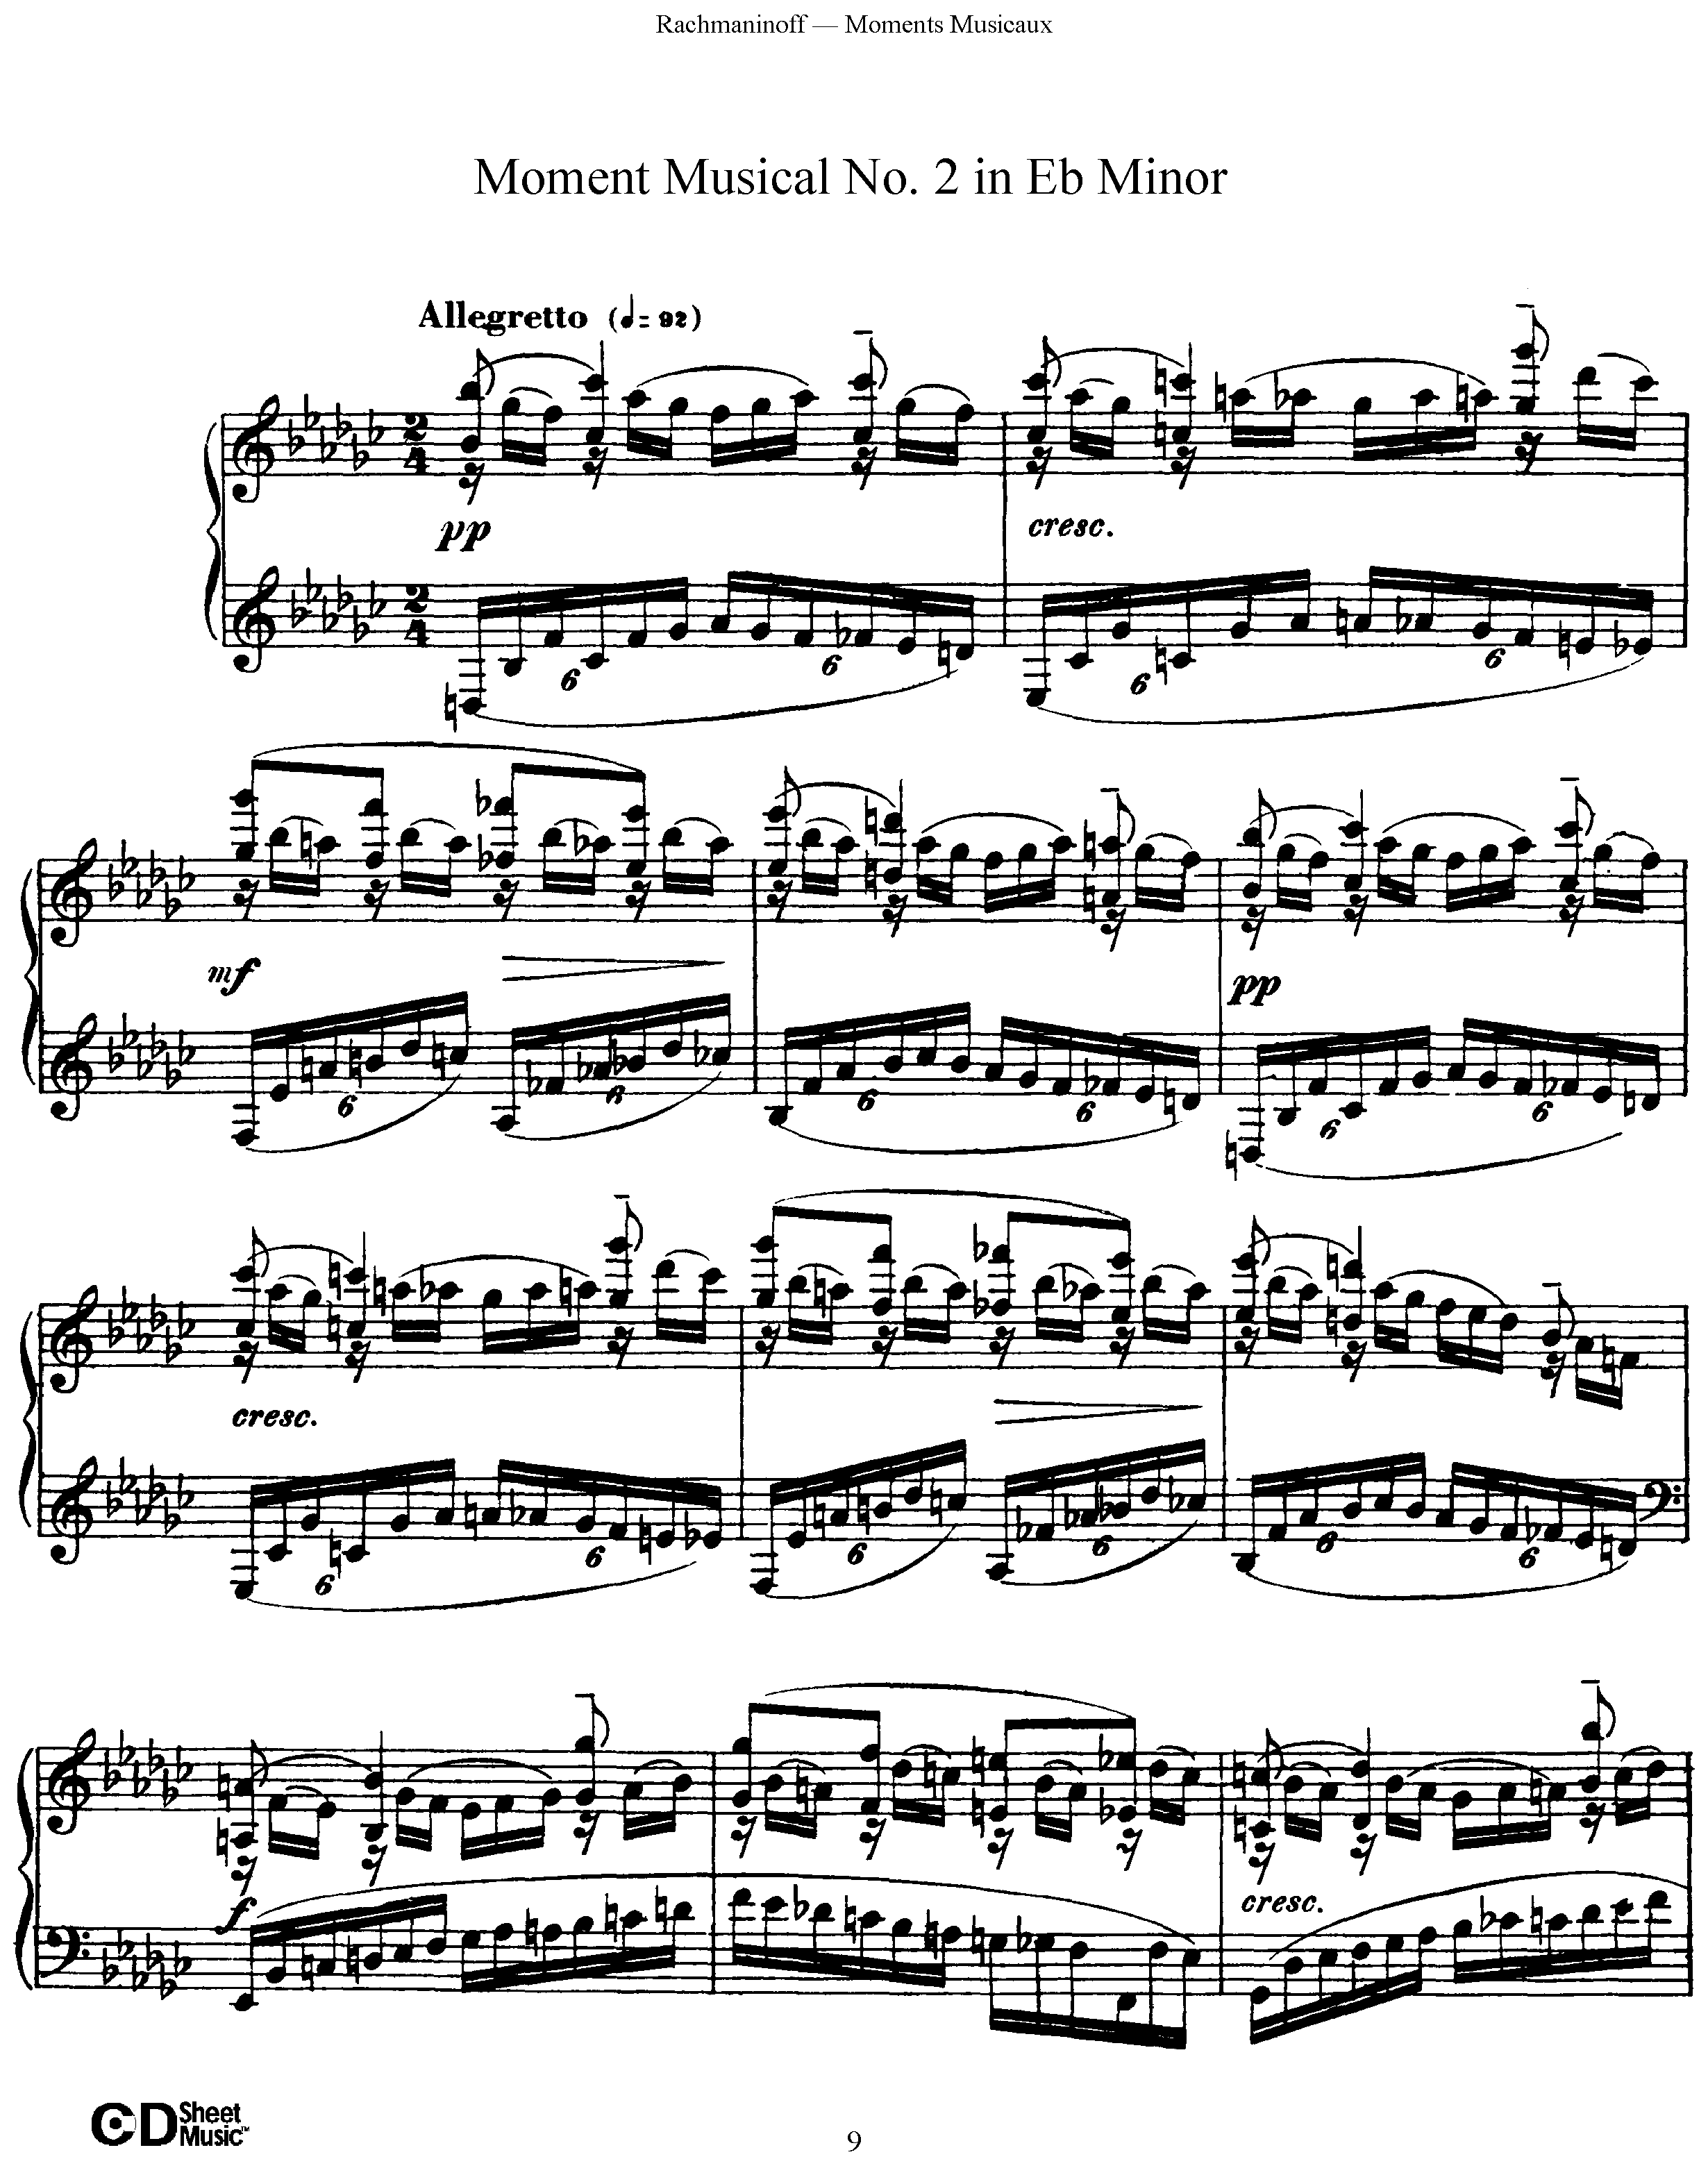 Rachmaninoff — Moments Musicaux
Moment Musical No. 2 in Eb Minor
Allegretto (♩= 92)
2 4
pp
cresc.
2 4
6 6 6 6
mf
pp
6 6 6 6 6 6
cresc.
6 6 6 6 6 6
f
cresc.
CD Sheet Music™
9